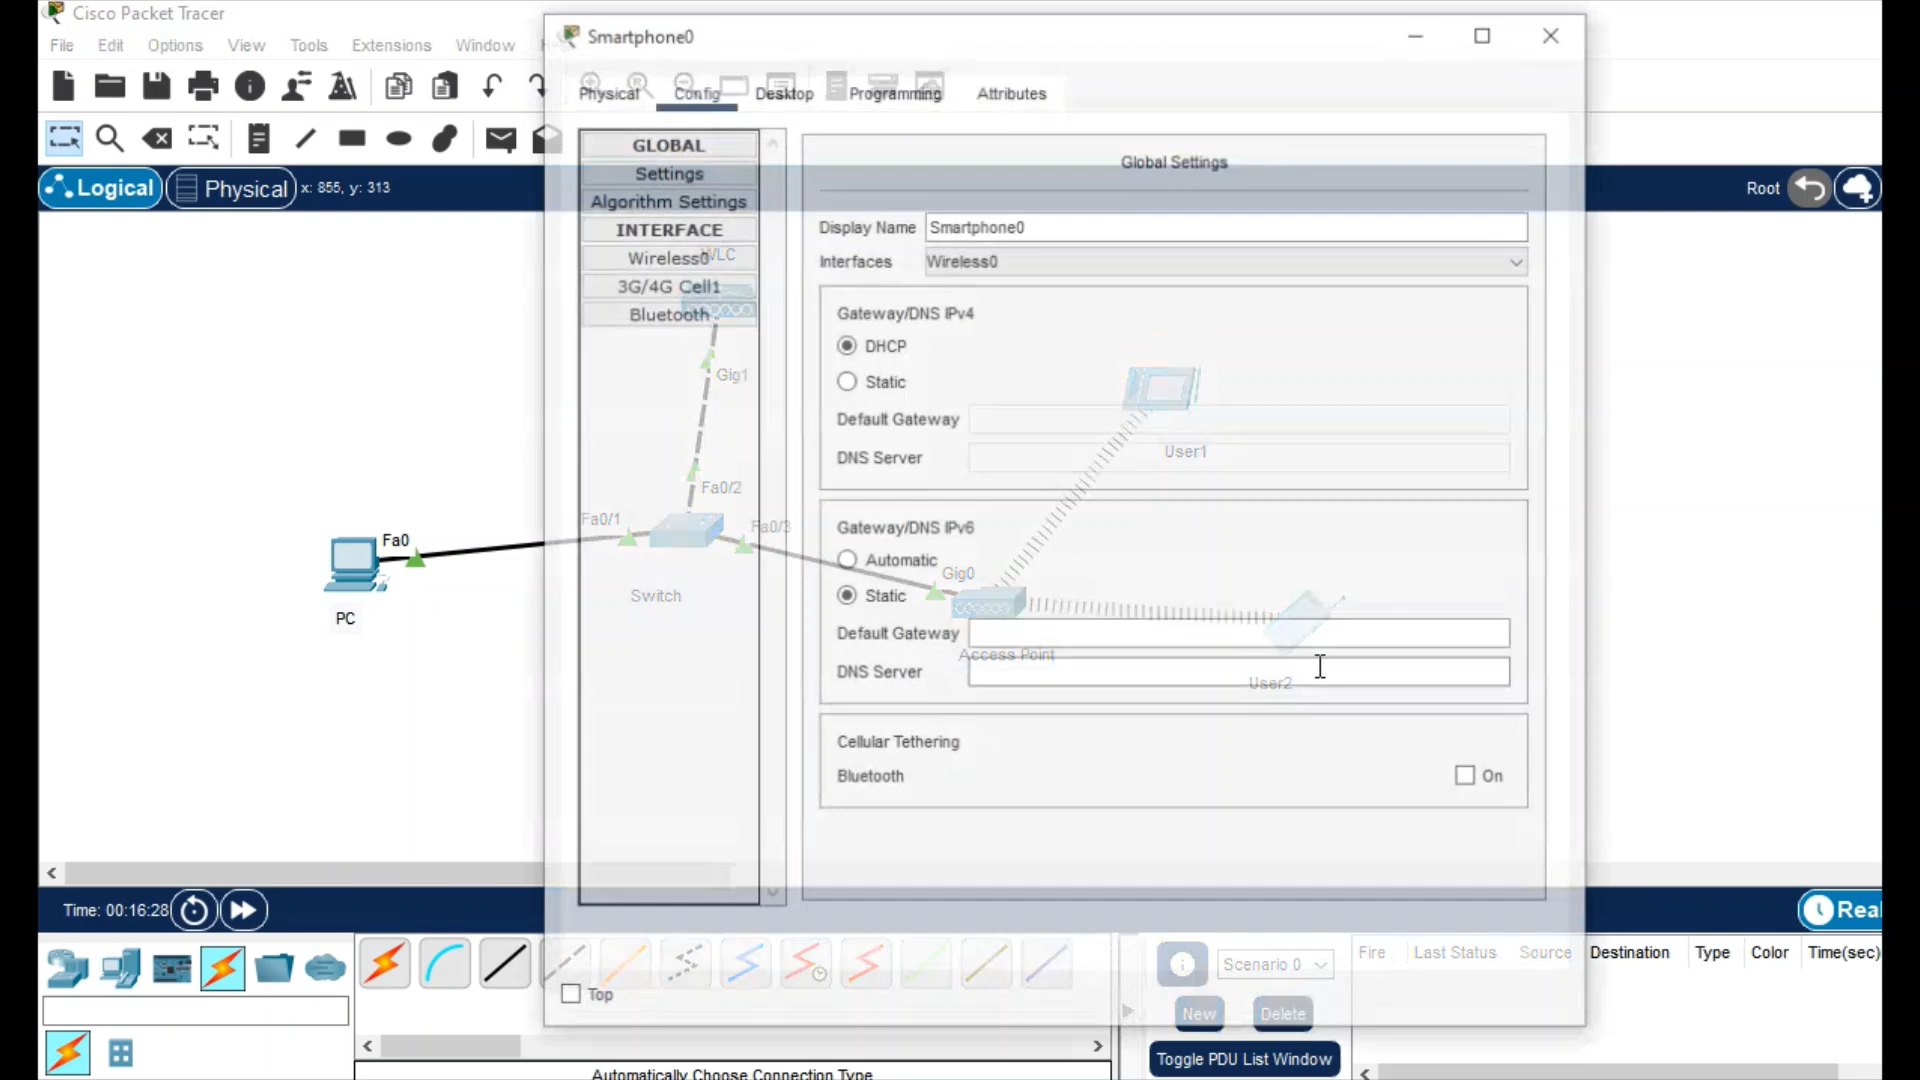 Cisco Packet Tracer
File Edit Options View Tools Extensions Window
Smartphone0
Physical Config Desktop Programming Attributes
Logical Physical x: 855, y: 313
Root
GLOBAL
Settings
Algorithm Settings
INTERFACE
Wireless0
3G/4G Cell1
Bluetooth
Global Settings
Display Name Smartphone0
Interfaces Wireless0
Gateway/DNS IPv4
DHCP
Static
Default Gateway
DNS Server
Gateway/DNS IPv6
Automatic
Static
Default Gateway
DNS Server
Cellular Tethering
Bluetooth On
Top
WLC
Gig1
Fa0/2
Fa0/1
Fa0/3
Switch
Fa0
PC
Gig0
Access Point
User1
User2
Time: 00:16:28
Real
Scenario 0
New Delete
Toggle PDU List Window
Fire Last Status Source Destination Type Color Time(sec)
Automatically Choose Connection Type